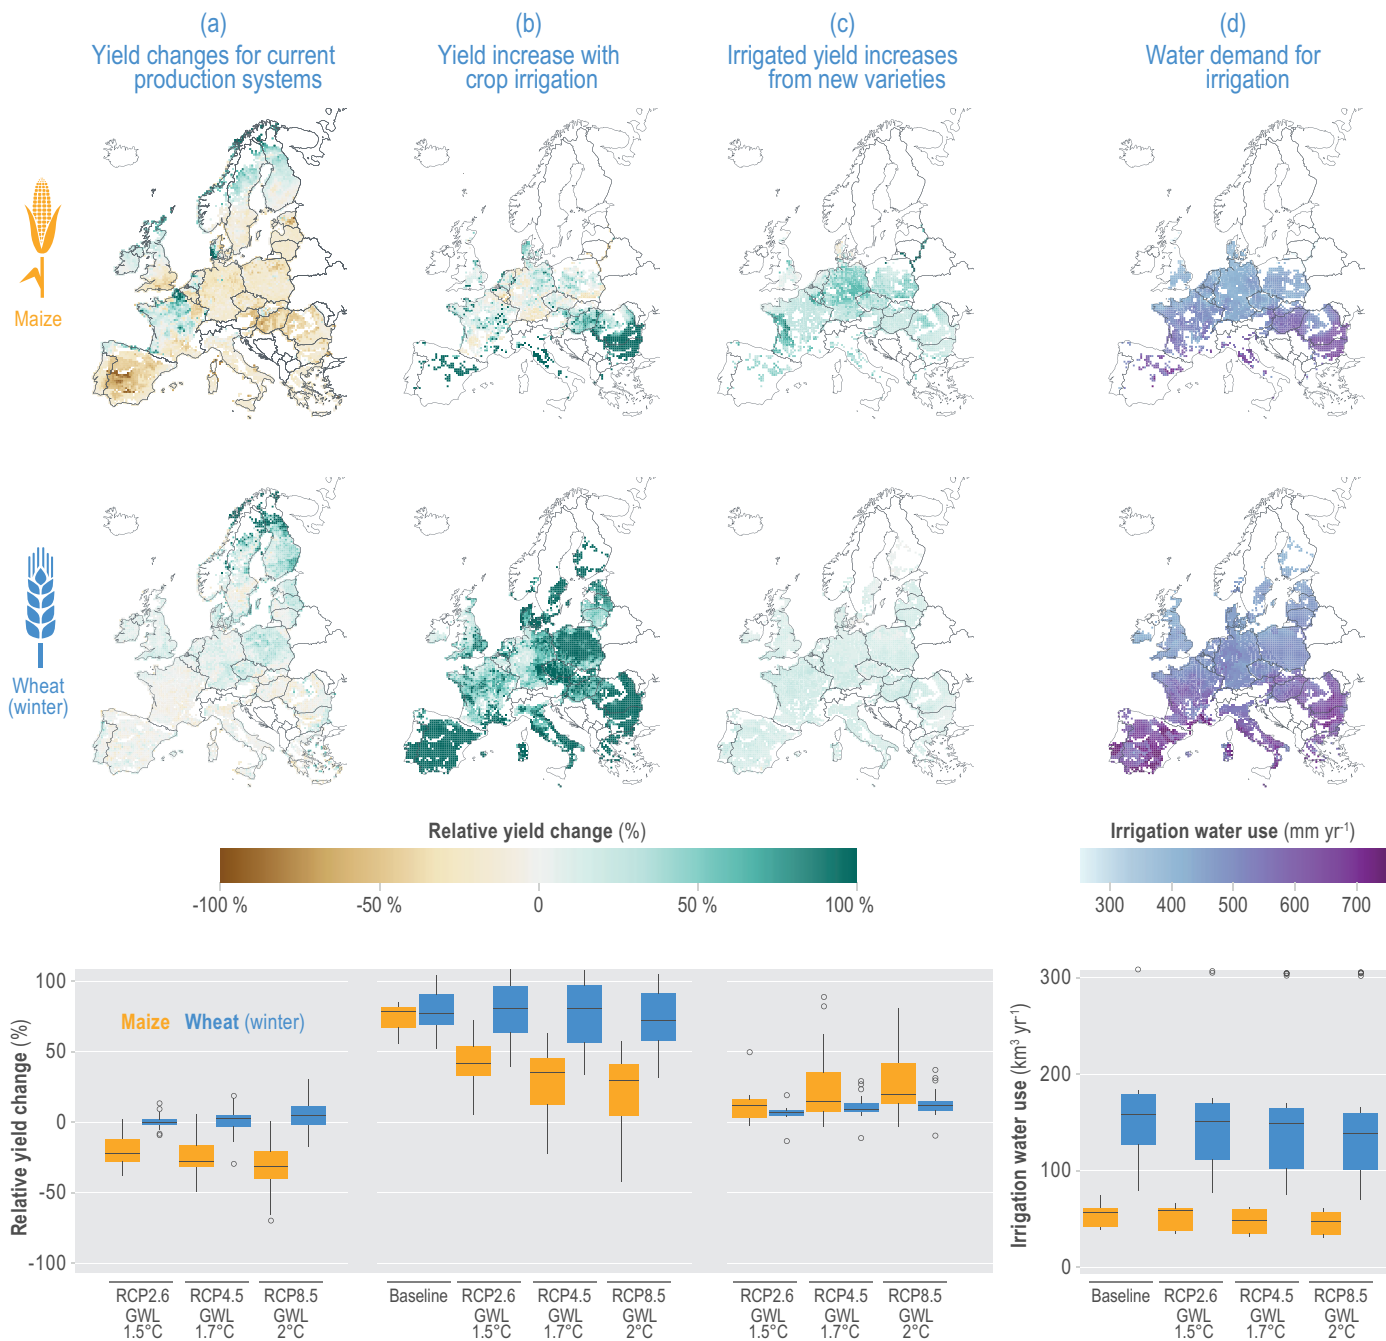 (a)
Yield changes for current
production systems
(b)
Yield increase with
crop irrigation
(c)
Irrigated yield increases
from new varieties
(d)
Water demand for
irrigation
Maize
Wheat
(winter)
Relative yield change (%)
-100 %
-50 %
0
50 %
100 %
Irrigation water use (mm yr⁻¹)
300
400
500
600
700
Relative yield change (%)
100
50
0
-50
-100
Maize Wheat (winter)
RCP2.6
GWL
1.5°C
RCP4.5
GWL
1.7°C
RCP8.5
GWL
2°C
Baseline
RCP2.6
GWL
1.5°C
RCP4.5
GWL
1.7°C
RCP8.5
GWL
2°C
RCP2.6
GWL
1.5°C
RCP4.5
GWL
1.7°C
RCP8.5
GWL
2°C
Irrigation water use (km³ yr⁻¹)
300
200
100
0
Baseline
RCP2.6
GWL
1.5°C
RCP4.5
GWL
1.7°C
RCP8.5
GWL
2°C